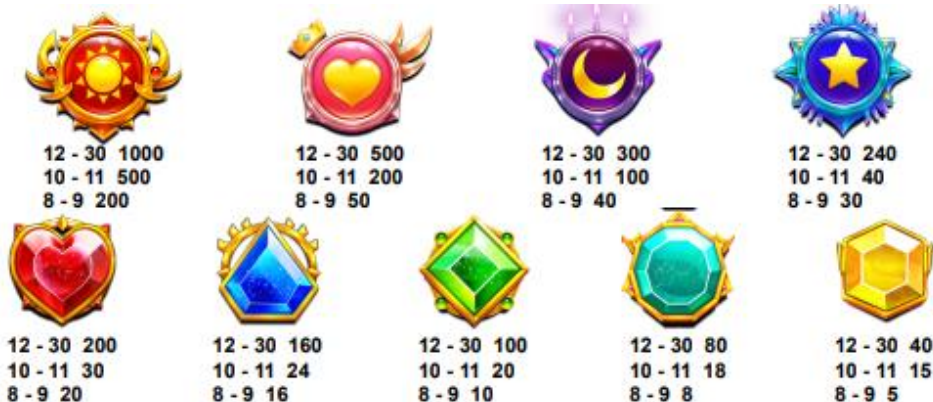 12 - 30 1000
10 - 11 500
8 - 9 200
12 - 30 500
10 - 11 200
8 - 9 50
12 - 30 300
10 - 11 100
8 - 9 40
12 - 30 240
10 - 11 40
8 - 9 30
12 - 30 200
10 - 11 30
8 - 9 20
12 - 30 160
10 - 11 24
8 - 9 16
12 - 30 100
10 - 11 20
8 - 9 10
12 - 30 80
10 - 11 18
8 - 9 8
12 - 30 40
10 - 11 15
8 - 9 5